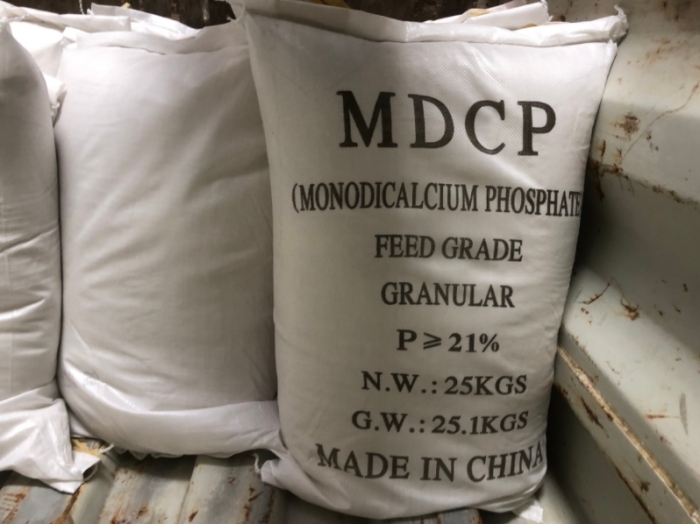 MDCP
(MONODICALCIUM PHOSPHATE
FEED GRADE
GRANULAR
P⩾21%
N.W.:25KGS
G.W.:25.1KGS
MADE IN CHINA